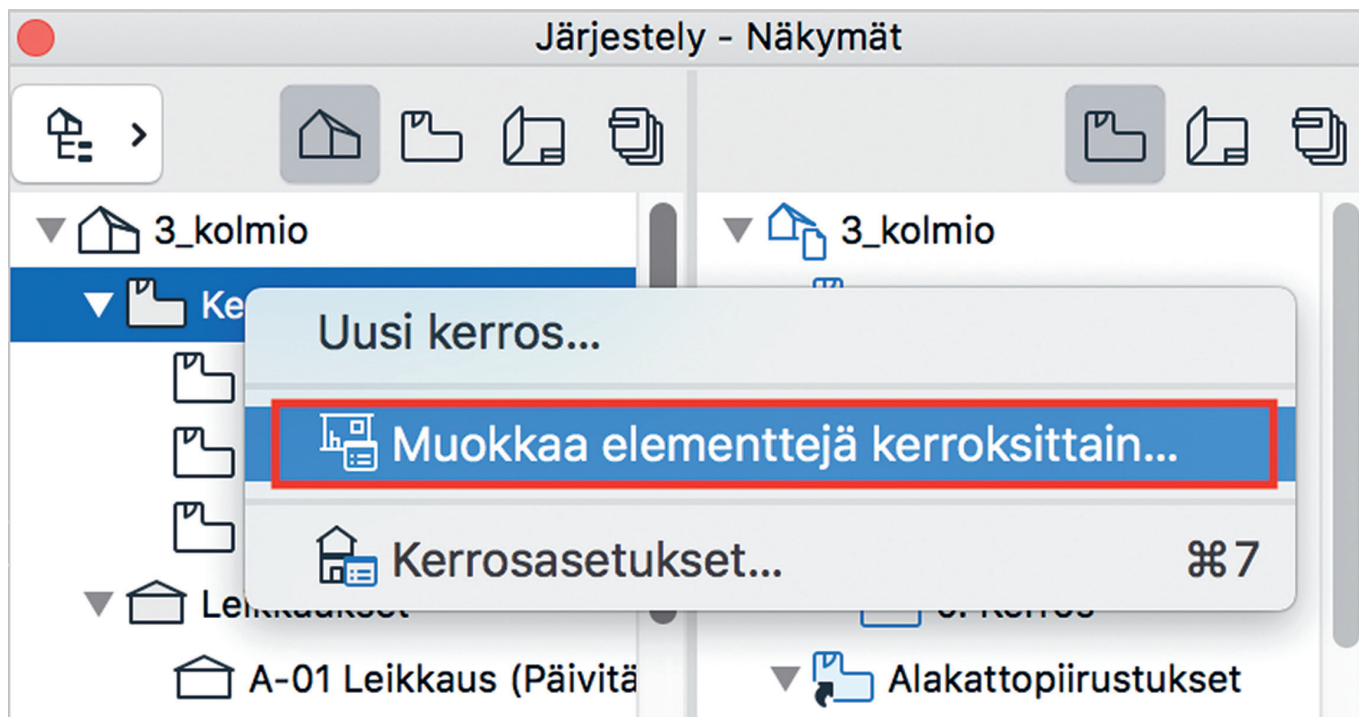 Järjestely - Näkymät
3_kolmio
3_kolmio
Uusi kerros...
Muokkaa elementtejä kerroksittain...
Kerrosasetukset... ⌘7
A-01 Leikkaus (Päivitä
Alakattopiirustukset